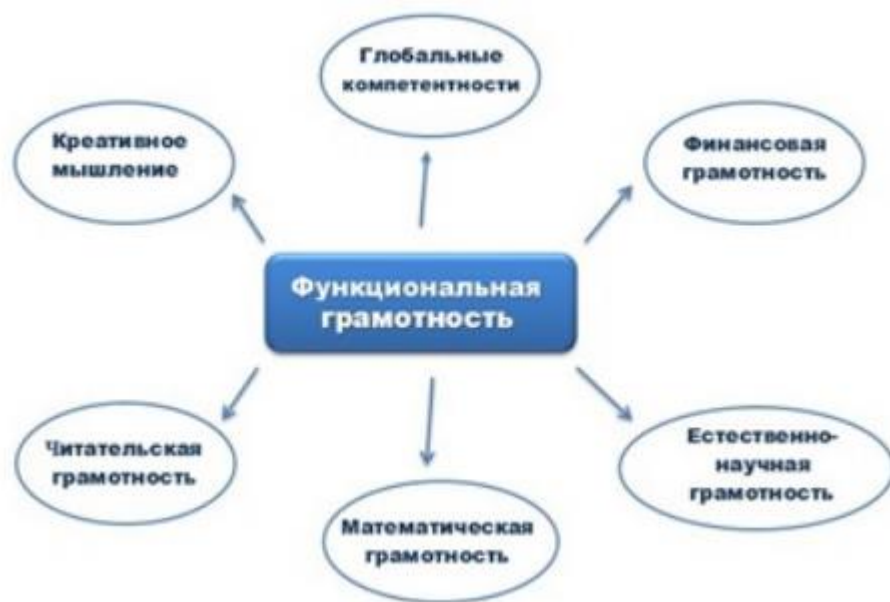 Глобальные
компетентности
Креативное
мышление
Финансовая
грамотность
Функциональная
грамотность
Читательская
грамотность
Естественно-
научная
грамотность
Математическая
грамотность